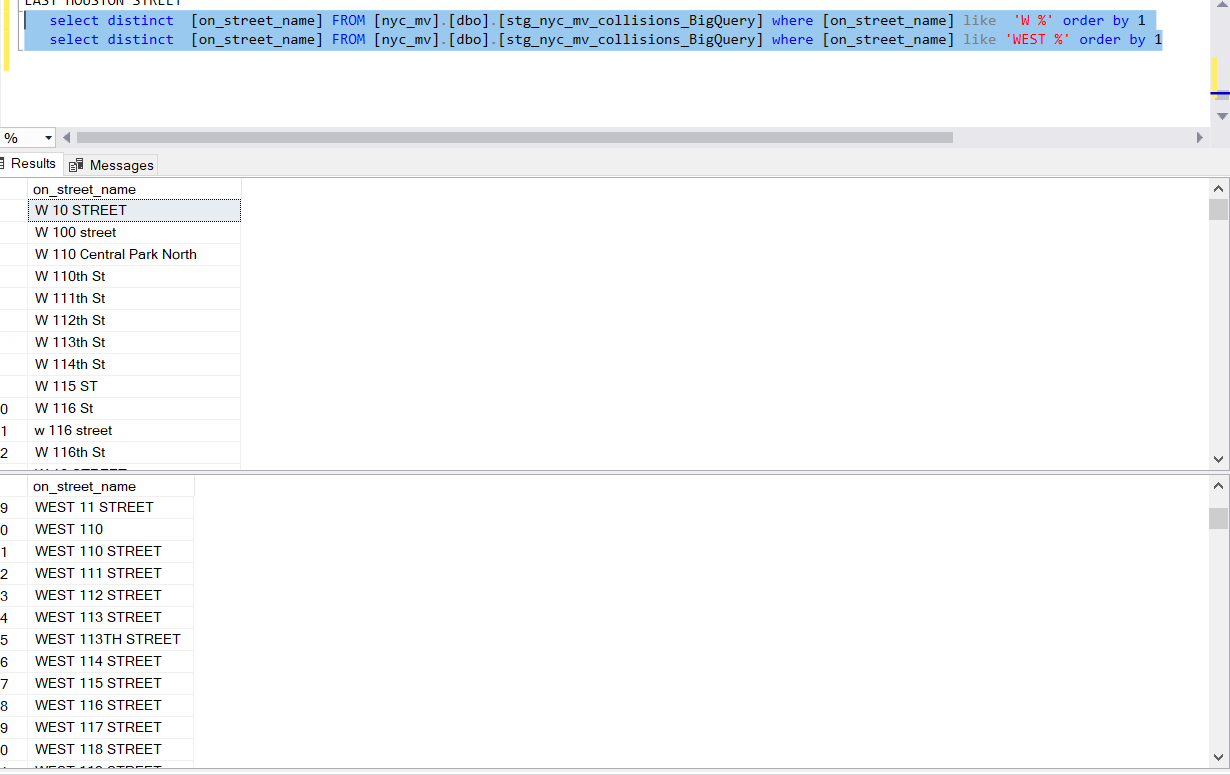 EAST HOUSTON STREET
select distinct [on_street_name] FROM [nyc_mv].[dbo].[stg_nyc_mv_collisions_BigQuery] where [on_street_name] like 'W %' order by 1
select distinct [on_street_name] FROM [nyc_mv].[dbo].[stg_nyc_mv_collisions_BigQuery] where [on_street_name] like 'WEST %' order by 1
%
Results Messages
on_street_name
W 10 STREET
W 100 street
W 110 Central Park North
W 110th St
W 111th St
W 112th St
W 113th St
W 114th St
W 115 ST
0 W 116 St
1 w 116 street
2 W 116th St
on_street_name
9 WEST 11 STREET
0 WEST 110
1 WEST 110 STREET
2 WEST 111 STREET
3 WEST 112 STREET
4 WEST 113 STREET
5 WEST 113TH STREET
6 WEST 114 STREET
7 WEST 115 STREET
8 WEST 116 STREET
9 WEST 117 STREET
0 WEST 118 STREET